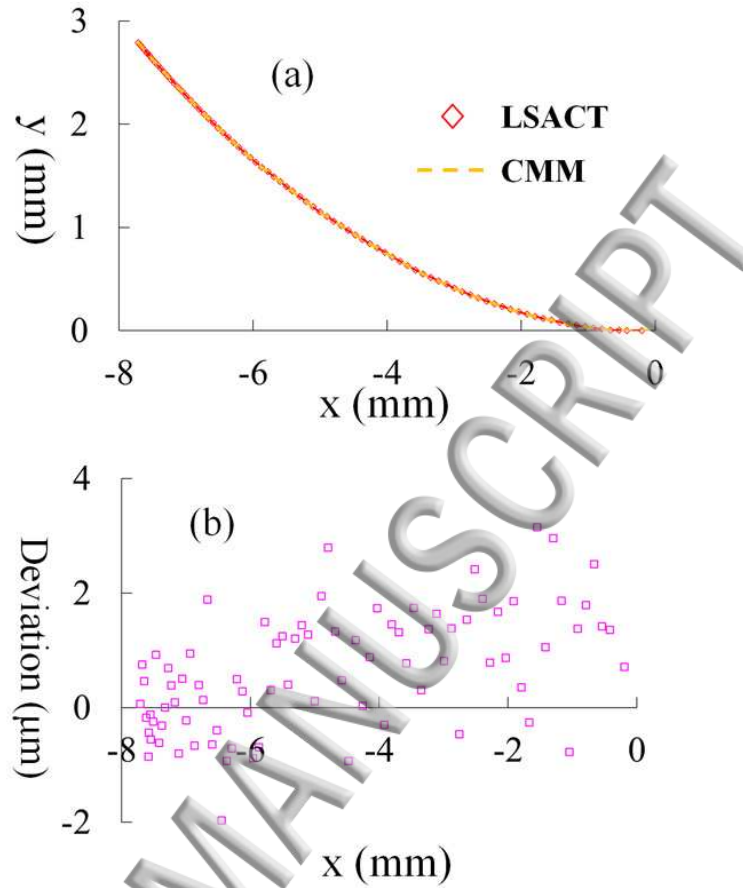 3
(a)
2
LSACT
CMM
y (mm)
1
0
-8 -6 -4 -2 0
x (mm)
4
(b)
2
Deviation (μm)
0
-8 -6 -4 -2 0
-2
x (mm)
MANUSCRIPT